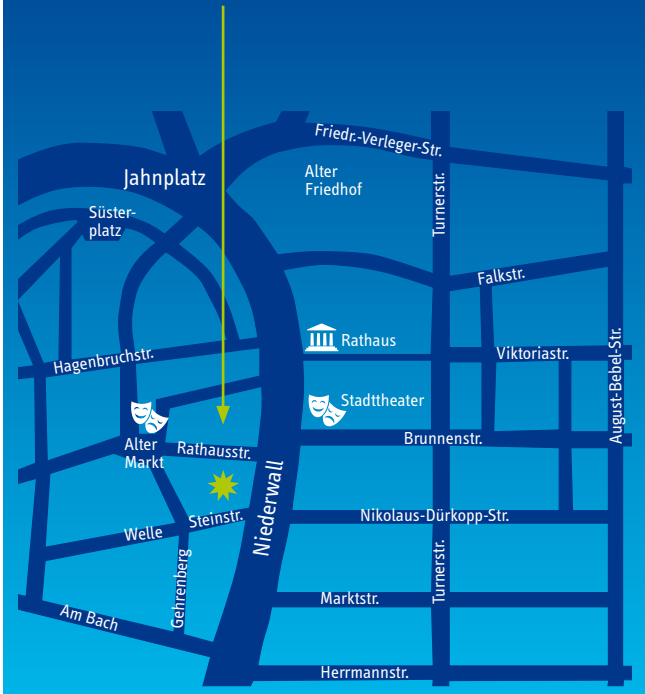 Friedr.-Verleger-Str.
Jahnplatz
Alter
Friedhof
Süster-
platz
Turnerstr.
Falkstr.
Rathaus
Viktoriastr.
Hagenbruchstr.
August-Bebel-Str.
Stadttheater
Alter
Markt
Rathausstr.
Brunnenstr.
Niederwall
Steinstr.
Welle
Nikolaus-Dürkopp-Str.
Gehrenberg
Turnerstr.
Marktstr.
Am Bach
Herrmannstr.